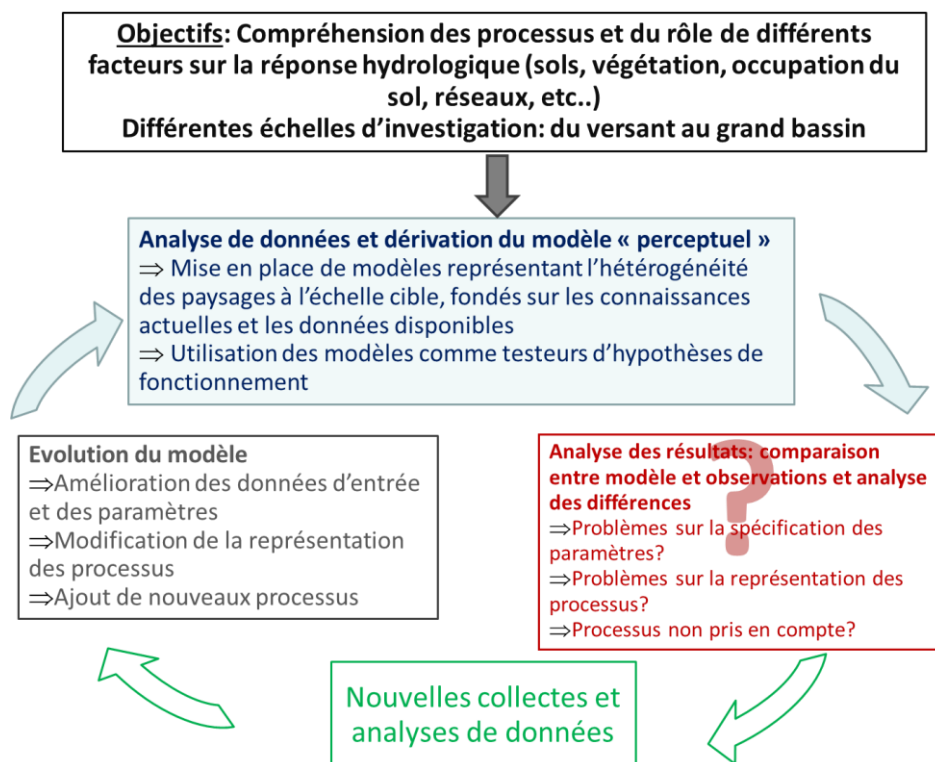 Objectifs: Compréhension des processus et du rôle de différents
facteurs sur la réponse hydrologique (sols, végétation, occupation du
sol, réseaux, etc..)
Différentes échelles d’investigation: du versant au grand bassin
Analyse de données et dérivation du modèle « perceptuel »
⇒ Mise en place de modèles représentant l’hétérogénéité
des paysages à l’échelle cible, fondés sur les connaissances
actuelles et les données disponibles
⇒ Utilisation des modèles comme testeurs d’hypothèses de
fonctionnement
Analyse des résultats: comparaison
entre modèle et observations et analyse
des différences
⇒Problèmes sur la spécification des
paramètres?
⇒Problèmes sur la représentation des
processus?
⇒Processus non pris en compte?
?
Nouvelles collectes et
analyses de données
Evolution du modèle
⇒Amélioration des données d’entrée
et des paramètres
⇒Modification de la représentation
des processus
⇒Ajout de nouveaux processus